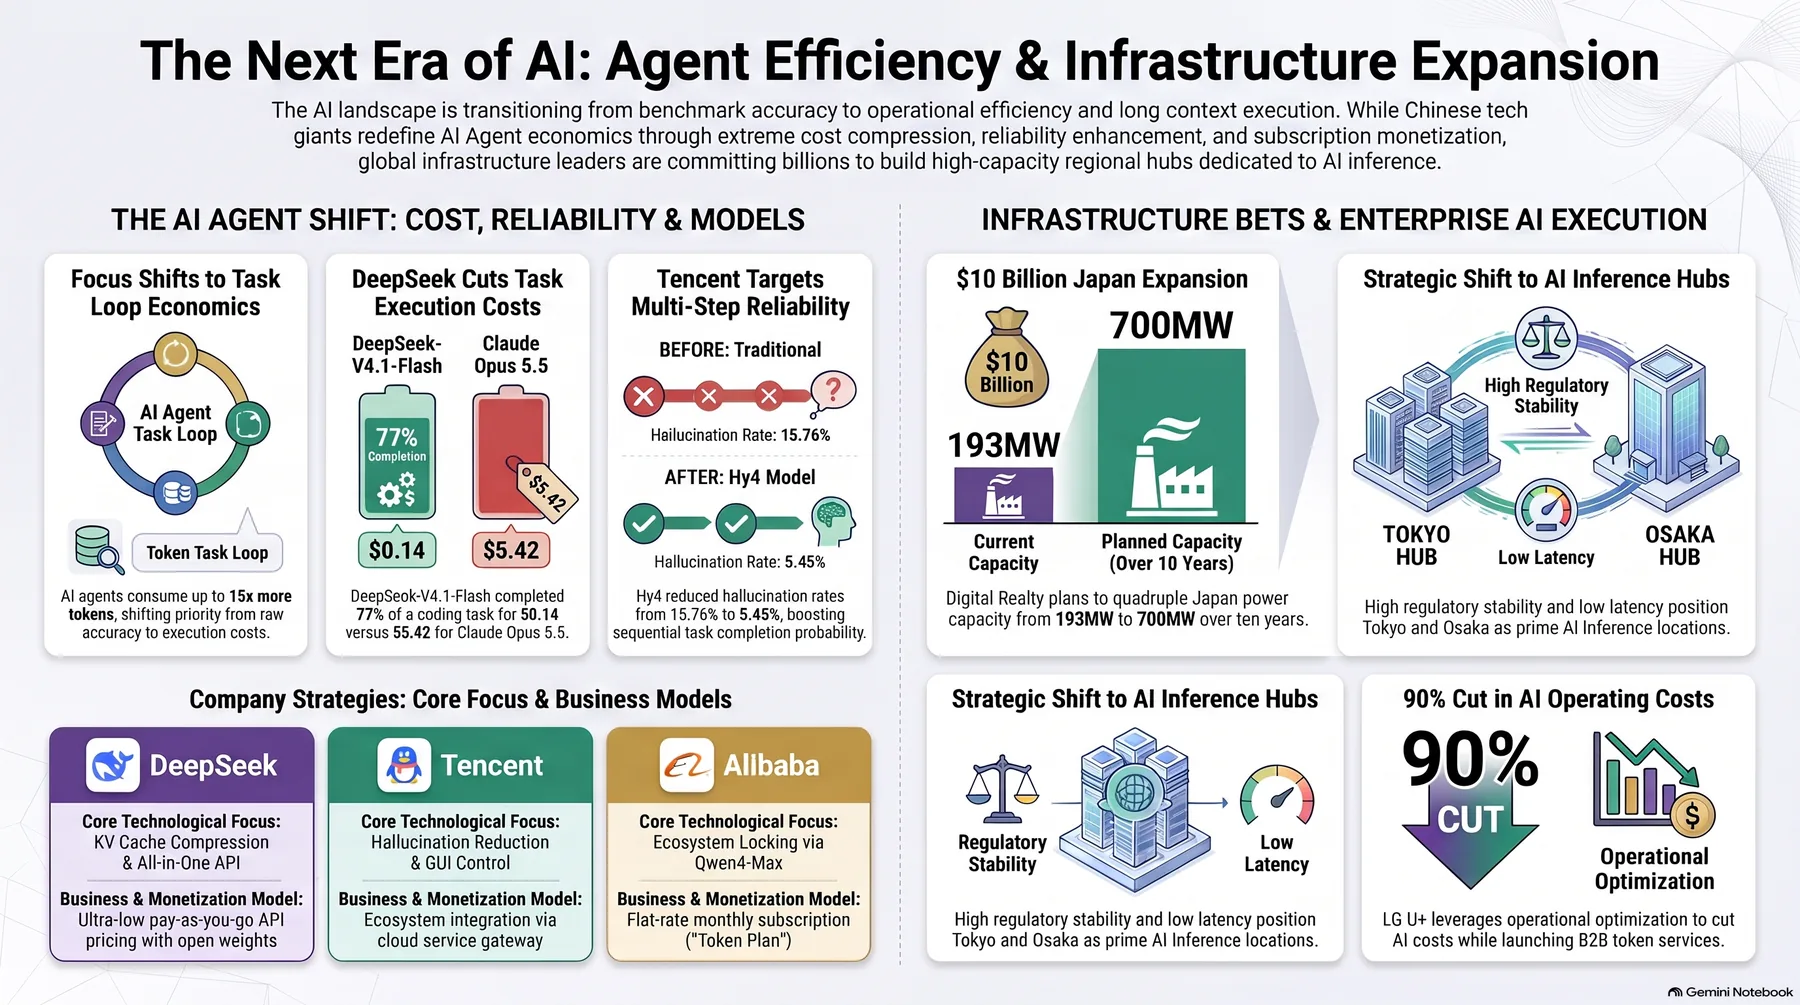 The Next Era of AI: Agent Efficiency & Infrastructure Expansion
The AI landscape is transitioning from benchmark accuracy to operational efficiency and long context execution. While Chinese tech
giants redefine AI Agent economics through extreme cost compression, reliability enhancement, and subscription monetization,
global infrastructure leaders are committing billions to build high-capacity regional hubs dedicated to AI inference.
THE AI AGENT SHIFT: COST, RELIABILITY & MODELS
Focus Shifts to Task
Loop Economics
AI Agent
Task Loop
Token Task Loop
AI agents consume up to 15x more
tokens, shifting priority from raw
accuracy to execution costs.
DeepSeek Cuts Task
Execution Costs
DeepSeek-
V4.1-Flash
Claude
Opus 5.5
77%
Completion
$
$5.42
$0.14
$5.42
DeepSeok-V4.1-Flash completed
77% of a coding task for 50.14
versus 55.42 for Claude Opus 5.5.
Tencent Targets
Multi-Step Reliability
BEFORE: Traditional
?
Hailucination Rate: 15.76%
AFTER: Hy4 Model
Hallucination Rate: 5.45%
Hy4 reduced hallucination rates
from 15.76% to 5.45%, boosting
sequential task completion probability.
Company Strategies: Core Focus & Business Models
DeepSeek
Core Technological Focus:
KV Cache Compression
& All-in-One API
Business & Monetization Model:
Ultra-low pay-as-you-go API
pricing with open weights
Tencent
Core Technological Focus:
Hallucination Reduction
& GUI Control
Business & Monetization Model:
Ecosystem integration via
cloud service gateway
Alibaba
Core Technological Focus:
Ecosystem Locking via
Qwen4-Max
Business & Monetization Model:
Flat-rate monthly subscription
("Token Plan")
INFRASTRUCTURE BETS & ENTERPRISE AI EXECUTION
$10 Billion Japan Expansion
$10
Billion
700MW
193MW
Current
Capacity
Planned Capacity
(Over 10 Years)
Digital Realty plans to quadruple Japan power
capacity from 193MW to 700MW over ten years.
Strategic Shift to AI Inference Hubs
High Regulatory
Stability
TOKYO
HUB
Low Latency
OSAKA
HUB
High regulatory stability and low latency position
Tokyo and Osaka as prime AI Inference locations.
Strategic Shift to AI Inference Hubs
Regulatory
Stability
Low
Latency
High regulatory stability and low latency position
Tokyo and Osaka as prime AI Inference locations.
90% Cut in AI Operating Costs
90%
CUT
$
Operational
Optimization
LG U+ leverages operational optimization to cut
AI costs while launching B2B token services.
Gemini Notebook